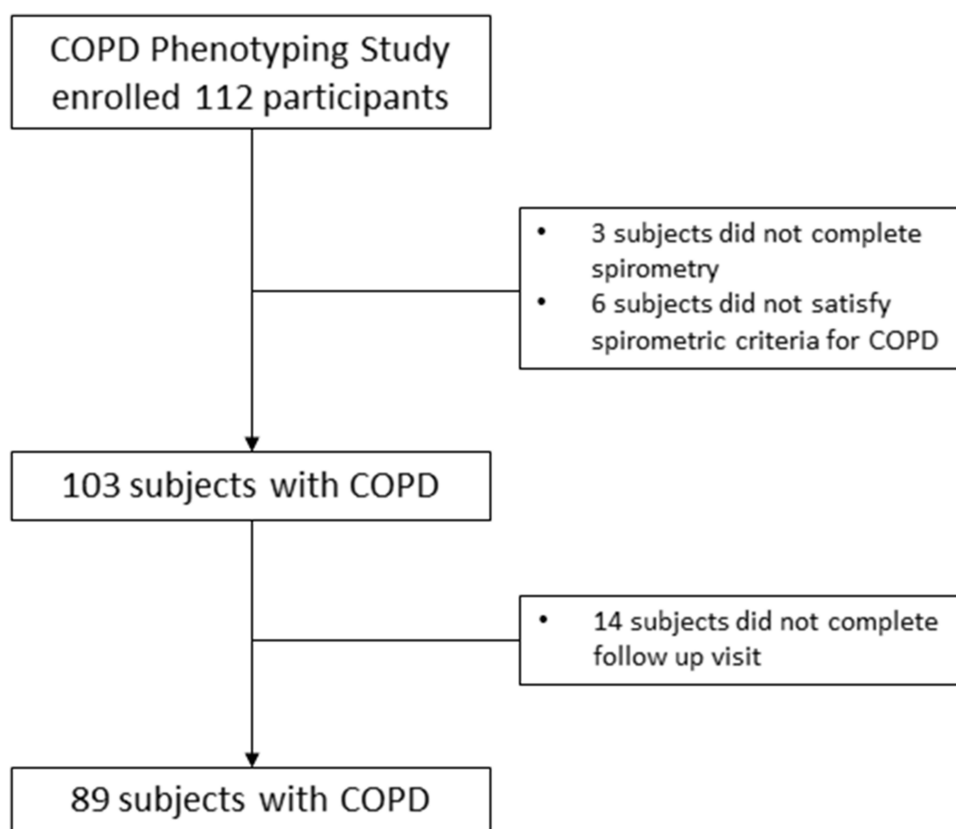 COPD Phenotyping Study
enrolled 112 participants
• 3 subjects did not complete
spirometry
• 6 subjects did not satisfy
spirometric criteria for COPD
103 subjects with COPD
• 14 subjects did not complete
follow up visit
89 subjects with COPD